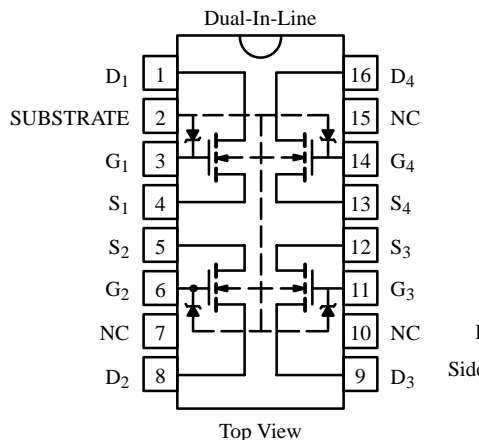 Dual-In-Line
D1 1 16 D4
SUBSTRATE 2 15 NC
G1 3 14 G4
S1 4 13 S4
S2 5 12 S3
G2 6 11 G3
NC 7 10 NC
Side
D2 8 9 D3
Top View